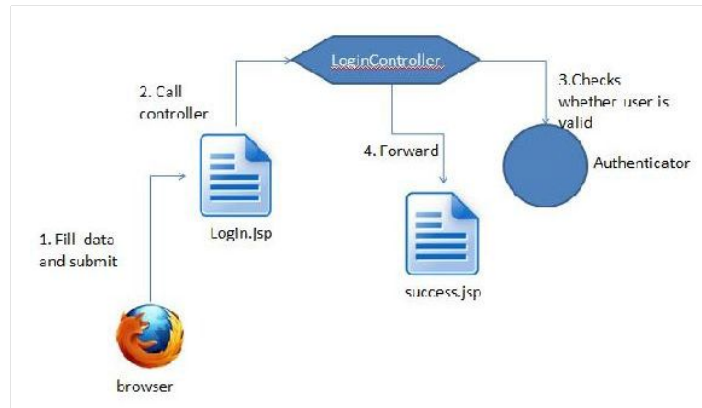 LoginController
2. Call
controller
3.Checks
whether user is
valid
4. Forward
Authenticator
Login.jsp
1. Fill data
and submit
success.jsp
browser